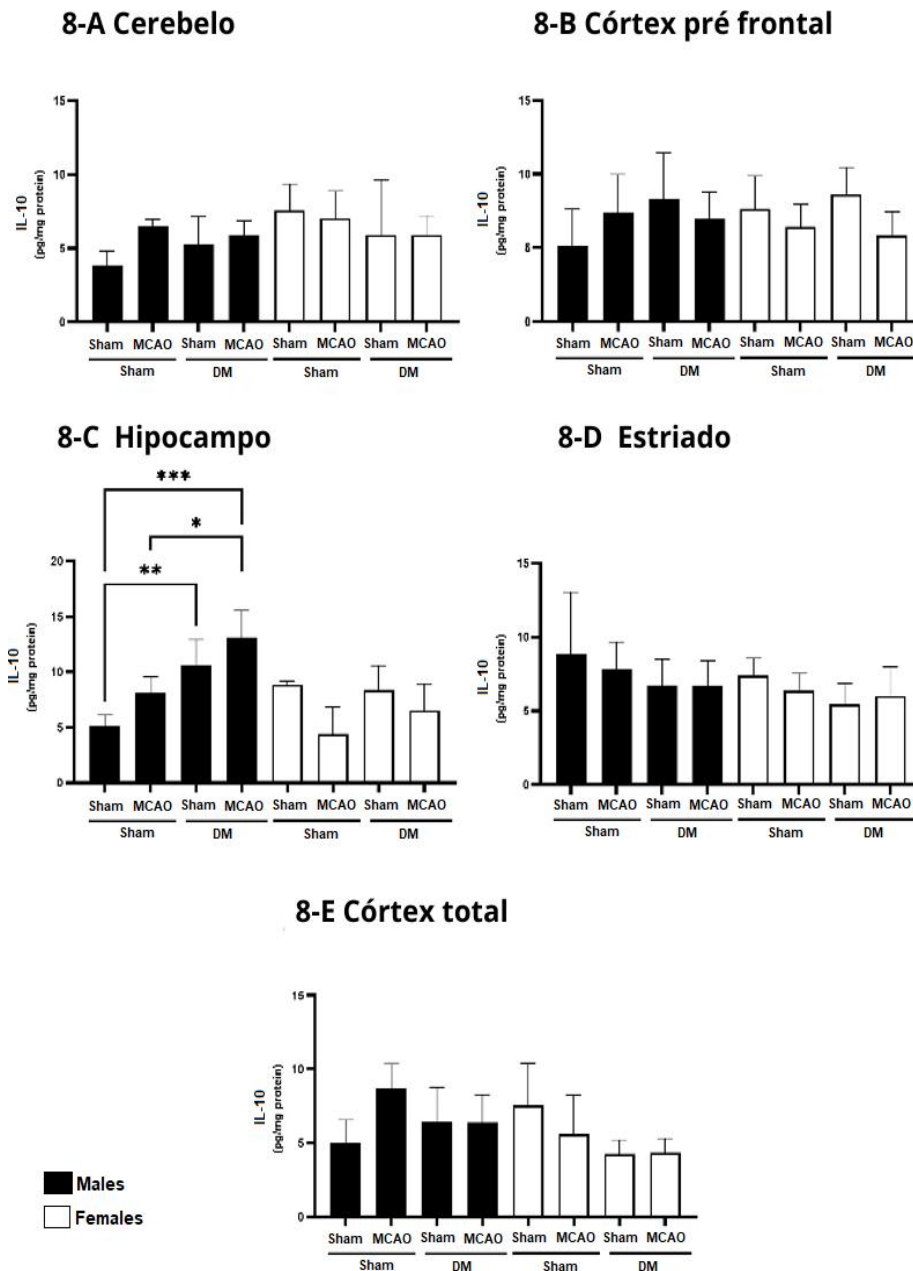 8-A Cerebelo
IL-10
(pg/mg protein)
15
10
5
0
Sham MCAO Sham MCAO Sham MCAO Sham MCAO
Sham DM Sham DM
8-B Córtex pré frontal
IL-10
(pg/mg protein)
15
10
5
0
Sham MCAO Sham MCAO Sham MCAO Sham MCAO
Sham DM Sham DM
8-C Hipocampo
***
*
**
IL-10
(pg/mg protein)
20
15
10
5
0
Sham MCAO Sham MCAO Sham MCAO Sham MCAO
Sham DM Sham DM
8-D Estriado
IL-10
(pg/mg protein)
15
10
5
0
Sham MCAO Sham MCAO Sham MCAO Sham MCAO
Sham DM Sham DM
8-E Córtex total
IL-10
(pg/mg protein)
15
10
5
0
Sham MCAO Sham MCAO Sham MCAO Sham MCAO
Sham DM Sham DM
Males
Females